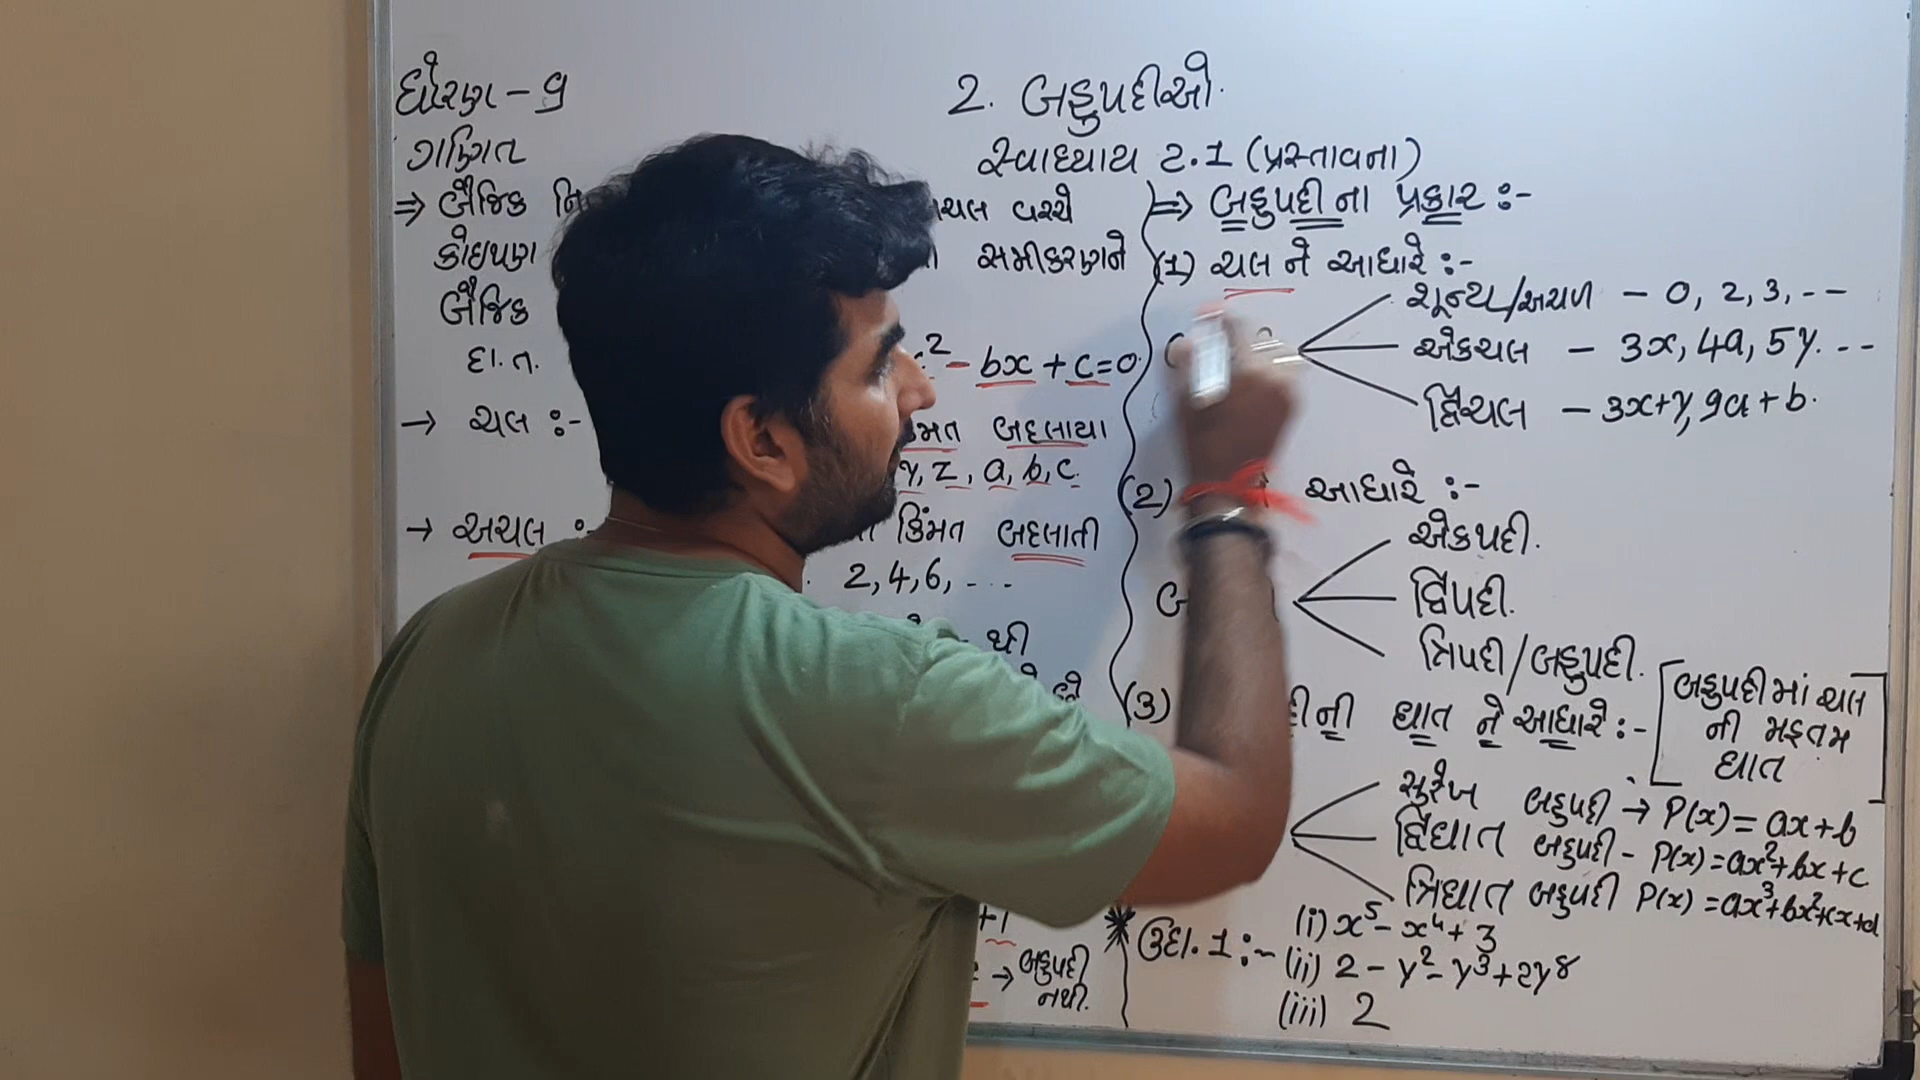 ધોરણ - 9
ગણિત
2. બહુપદીઓ.
સ્વાધ્યાય 2.1 (પ્રસ્તાવના)
⇒ બૈજિક
અચલ વચ્ચે
કોઇપણ
સમીકરણને
બૈજિક
દા.ત.
- bx + c = 0
→ ચલ :-
કિંમત બદલાયા
y, z, a, b, c.
→ અચલ :
કિંમત બદલાતી
2, 4, 6, ...
થી
+1
→ બહુપદી
નથી.
⇒ બહુપદીના પ્રકાર :-
(1) ચલ ને આધારે :-
શૂન્ય/અચળ - 0, 2, 3, ---
એકચલ - 3x, 4a, 5y. ---
દ્વિચલ - 3x+y, 9a + b.
(2) આધારે :-
એકપદી.
દ્વિપદી.
ત્રિપદી/બહુપદી.
(3) ની ઘાત ને આધારે :-
[બહુપદીમાં ચલ
ની મહત્તમ
ઘાત]
સુરેખ બહુપદી → P(x) = ax+b
દ્વિઘાત બહુપદી - P(x) = ax²+bx+c
ત્રિઘાત બહુપદી P(x) = ax³+bx²+cx+d
* ઉદા. 1 :- (i) x⁵ - x⁴ + 3
(ii) 2 - y² - y³ + 2y⁸
(iii) 2